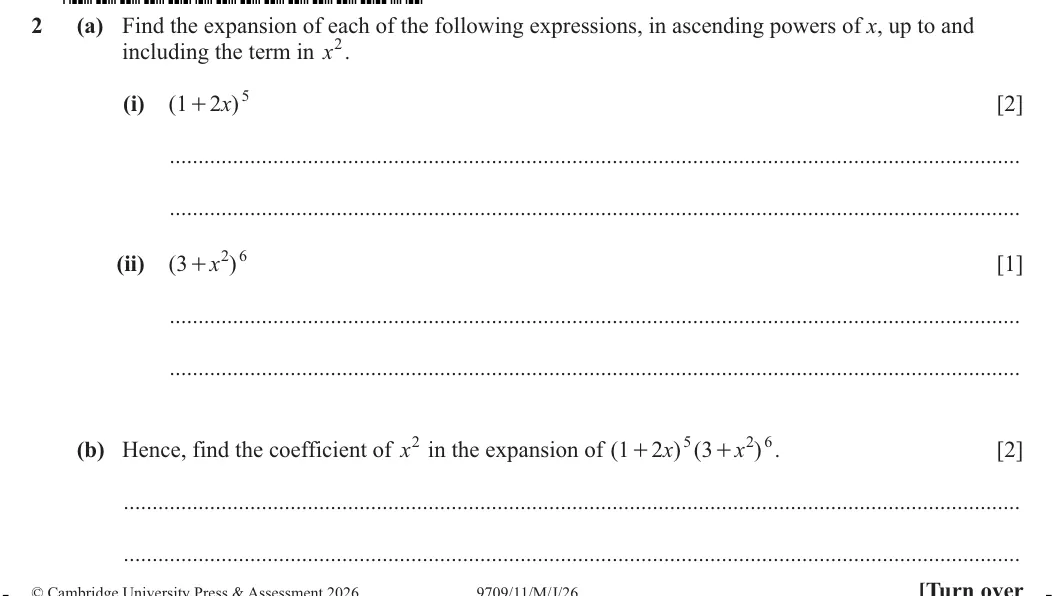 2 (a) Find the expansion of each of the following expressions, in ascending powers of x, up to and
including the term in x².
(i) (1+2x)⁵ [2]
(ii) (3+x²)⁶ [1]
(b) Hence, find the coefficient of x² in the expansion of (1+2x)⁵(3+x²)⁶. [2]
© Cambridge University Press & Assessment 2026 9709/11/M/J/26 [Turn over